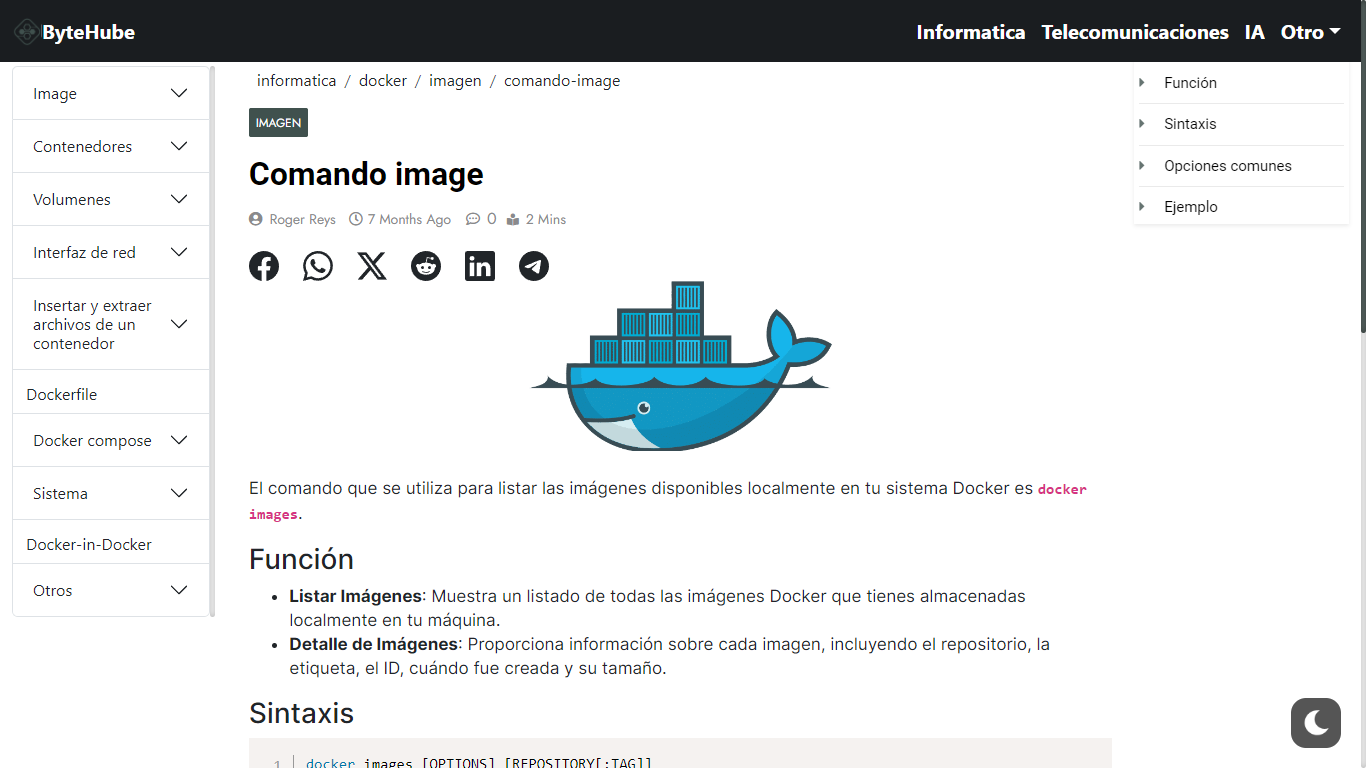 ByteHube
Informatica Telecomunicaciones IA Otro
Image
Contenedores
Volumenes
Interfaz de red
Insertar y extraer
archivos de un
contenedor
Dockerfile
Docker compose
Sistema
Docker-in-Docker
Otros
informatica / docker / imagen / comando-image
IMAGEN
Comando image
Roger Reys 7 Months Ago 0 2 Mins
El comando que se utiliza para listar las imágenes disponibles localmente en tu sistema Docker es docker
images.
Función
• Listar Imágenes: Muestra un listado de todas las imágenes Docker que tienes almacenadas
localmente en tu máquina.
• Detalle de Imágenes: Proporciona información sobre cada imagen, incluyendo el repositorio, la
etiqueta, el ID, cuándo fue creada y su tamaño.
Sintaxis
1 docker images [OPTIONS] [REPOSITORY[:TAG]]
Función
Sintaxis
Opciones comunes
Ejemplo